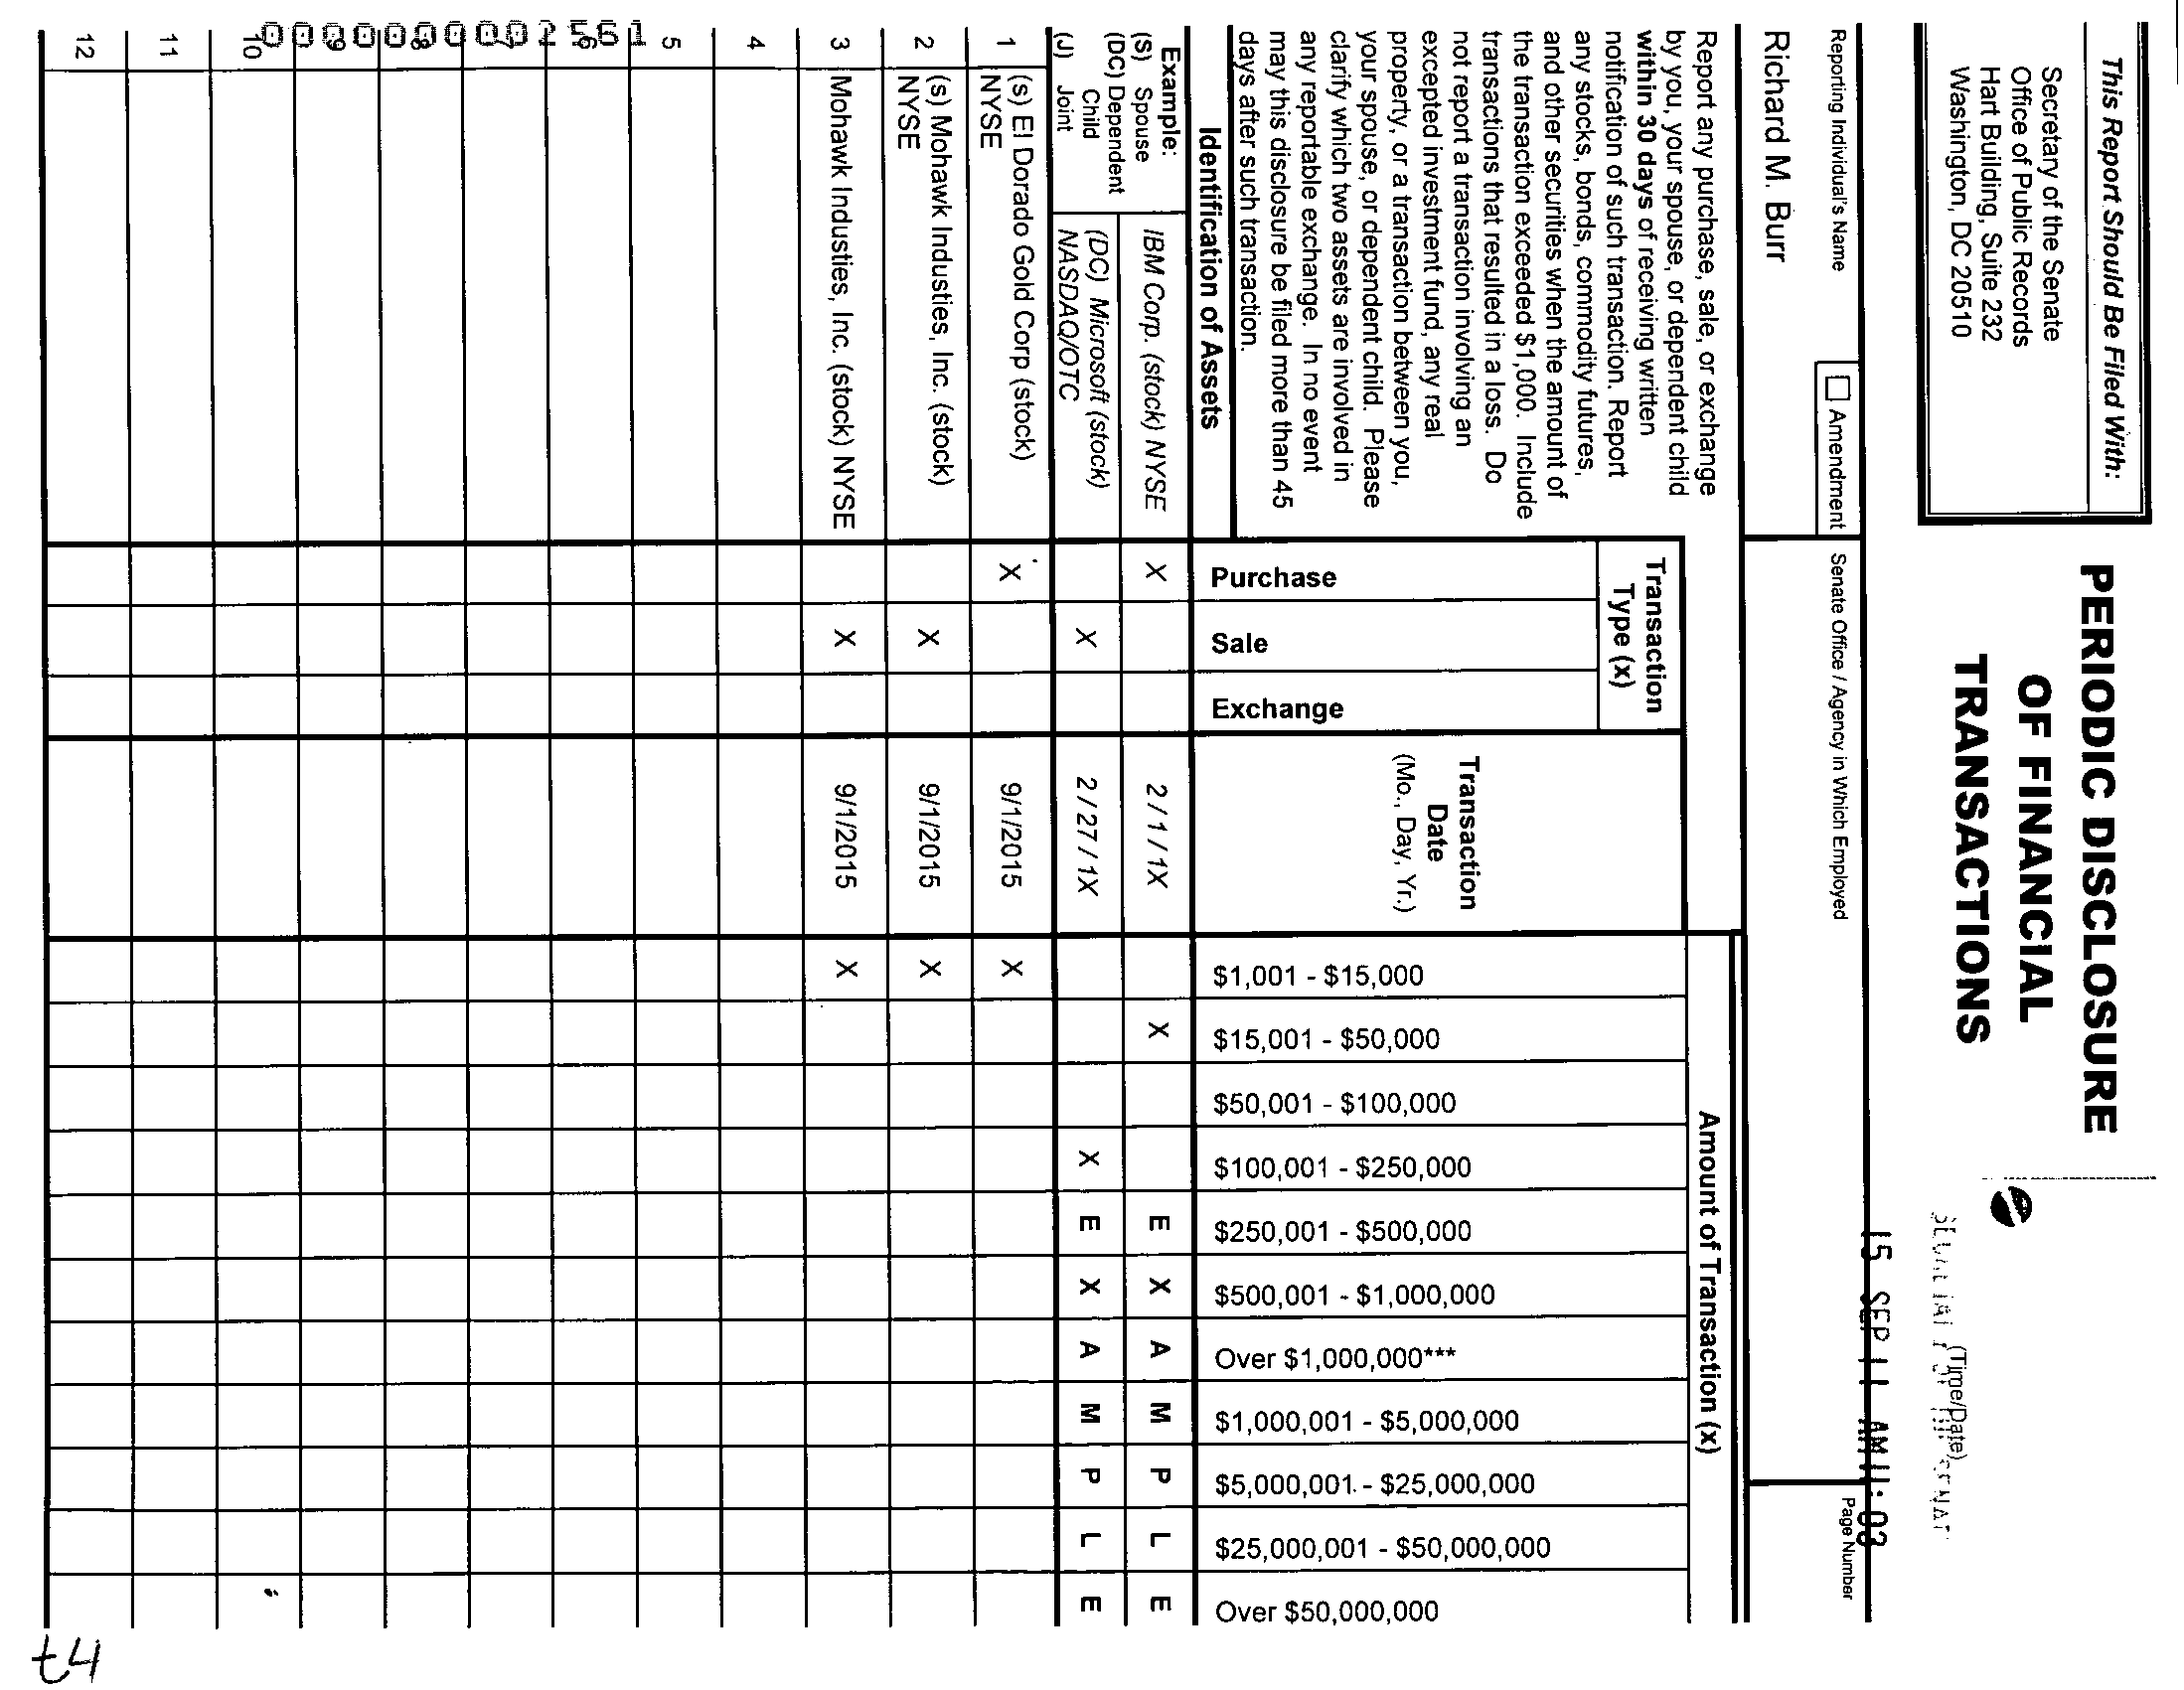 This Report Should Be Filed With:
Secretary of the Senate
Office of Public Records
Hart Building, Suite 232
Washington, DC 20510
PERIODIC DISCLOSURE
OF FINANCIAL
TRANSACTIONS
(Time/Date)
15 SEP 11 AM 11:03
Reporting Individual's Name
Amendment
Senate Office / Agency in Which Employed
Page Number
Richard M. Burr
Report any purchase, sale, or exchange
by you, your spouse, or dependent child
within 30 days of receiving written
notification of such transaction. Report
any stocks, bonds, commodity futures,
and other securities when the amount of
the transaction exceeded $1,000. Include
transactions that resulted in a loss. Do
not report a transaction involving an
excepted investment fund, any real
property, or a transaction between you,
your spouse, or dependent child. Please
clarify which two assets are involved in
any reportable exchange. In no event
may this disclosure be filed more than 45
days after such transaction.
Transaction
Type (x)
Transaction
Date
(Mo., Day, Yr.)
Amount of Transaction (x)
Identification of Assets
Purchase
Sale
Exchange
$1,001 - $15,000
$15,001 - $50,000
$50,001 - $100,000
$100,001 - $250,000
$250,001 - $500,000
$500,001 - $1,000,000
Over $1,000,000***
$1,000,001 - $5,000,000
$5,000,001 - $25,000,000
$25,000,001 - $50,000,000
Over $50,000,000
Example:
(S) Spouse
(DC) Dependent
Child
(J) Joint
IBM Corp. (stock) NYSE X 2 / 1 / 1X X E X A M P L E
(DC) Microsoft (stock)
NASDAQ/OTC X 2 / 27 / 1X X E X A M P L E
1 (s) El Dorado Gold Corp (stock)
NYSE X 9/1/2015 X
2 (s) Mohawk Industies, Inc. (stock)
NYSE X 9/1/2015 X
3 Mohawk Industies, Inc. (stock) NYSE X 9/1/2015 X
4
5
6
7
8
9
10
11
12
000000002561